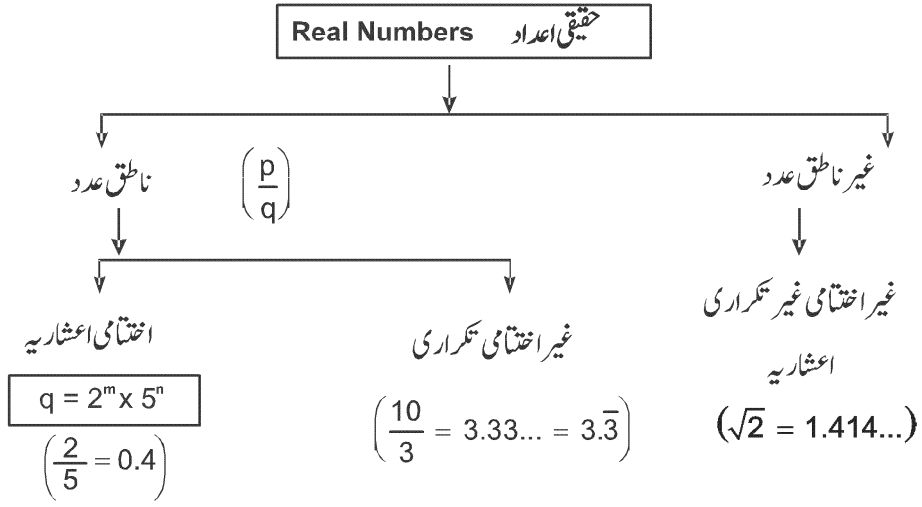 Real Numbers حقیقی اعداد
ناطق عدد
(p/q)
غیر ناطق عدد
اختتامی اعشاریہ
q = 2^m x 5^n
(2/5 = 0.4)
غیر اختتامی تکراری
(10/3 = 3.33... = 3.3̅)
غیر اختتامی غیر تکراری
اعشاریہ
(√2 = 1.414...)